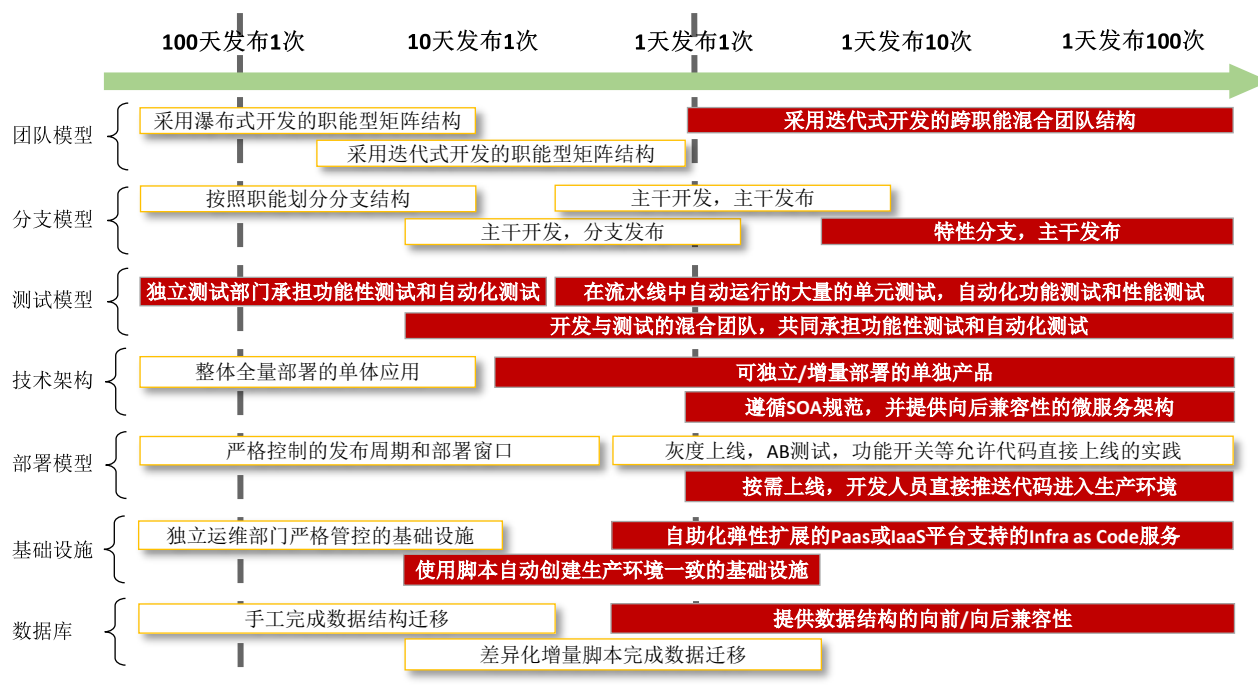 100天发布1次
10天发布1次
1天发布1次
1天发布10次
1天发布100次
团队模型
采用瀑布式开发的职能型矩阵结构
采用迭代式开发的跨职能混合团队结构
采用迭代式开发的职能型矩阵结构
分支模型
按照职能划分分支结构
主干开发，主干发布
主干开发，分支发布
特性分支，主干发布
测试模型
独立测试部门承担功能性测试和自动化测试
在流水线中自动运行的大量的单元测试，自动化功能测试和性能测试
开发与测试的混合团队，共同承担功能性测试和自动化测试
技术架构
整体全量部署的单体应用
可独立/增量部署的单独产品
遵循SOA规范，并提供向后兼容性的微服务架构
部署模型
严格控制的发布周期和部署窗口
灰度上线，AB测试，功能开关等允许代码直接上线的实践
按需上线，开发人员直接推送代码进入生产环境
基础设施
独立运维部门严格管控的基础设施
自助化弹性扩展的Paas或IaaS平台支持的Infra as Code服务
使用脚本自动创建生产环境一致的基础设施
数据库
手工完成数据结构迁移
提供数据结构的向前/向后兼容性
差异化增量脚本完成数据迁移